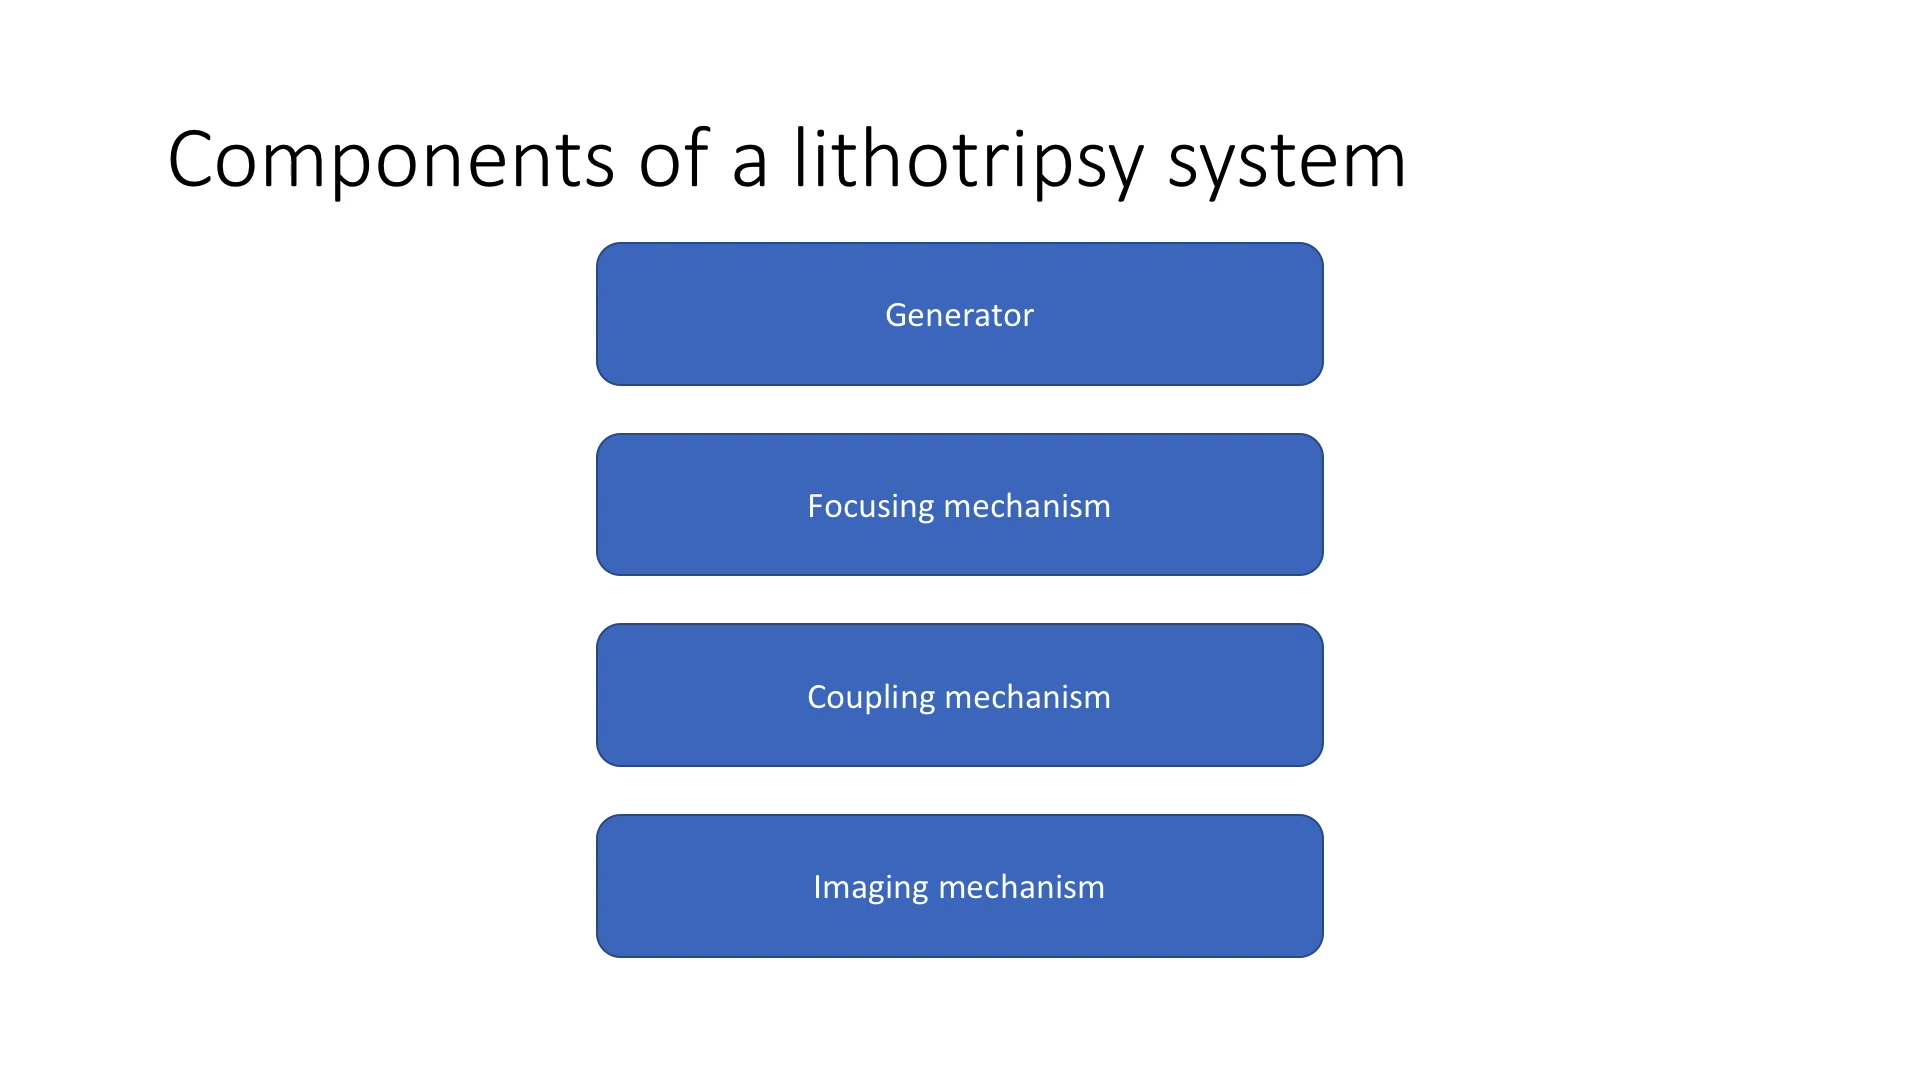 Components of a lithotripsy system
Generator
Focusing mechanism
Coupling mechanism
Imaging mechanism